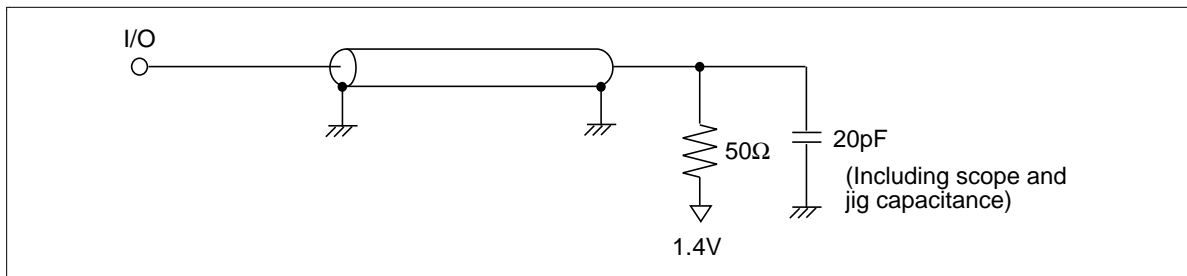 I/O
50Ω
20pF
(Including scope and
jig capacitance)
1.4V